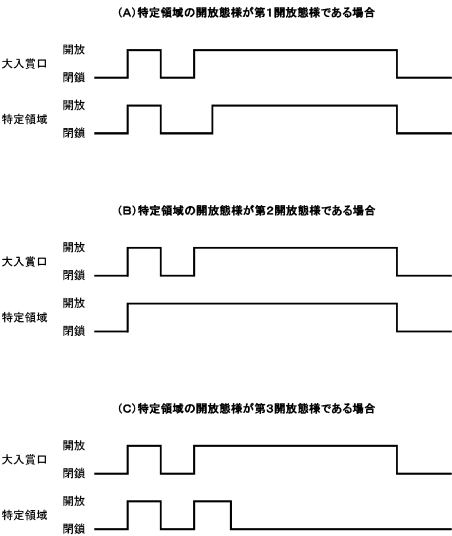 （A）特定領域の開放態様が第１開放態様である場合
開放
大入賞口
閉鎖
開放
特定領域
閉鎖
（B）特定領域の開放態様が第２開放態様である場合
開放
大入賞口
閉鎖
開放
特定領域
閉鎖
（C）特定領域の開放態様が第３開放態様である場合
開放
大入賞口
閉鎖
開放
特定領域
閉鎖